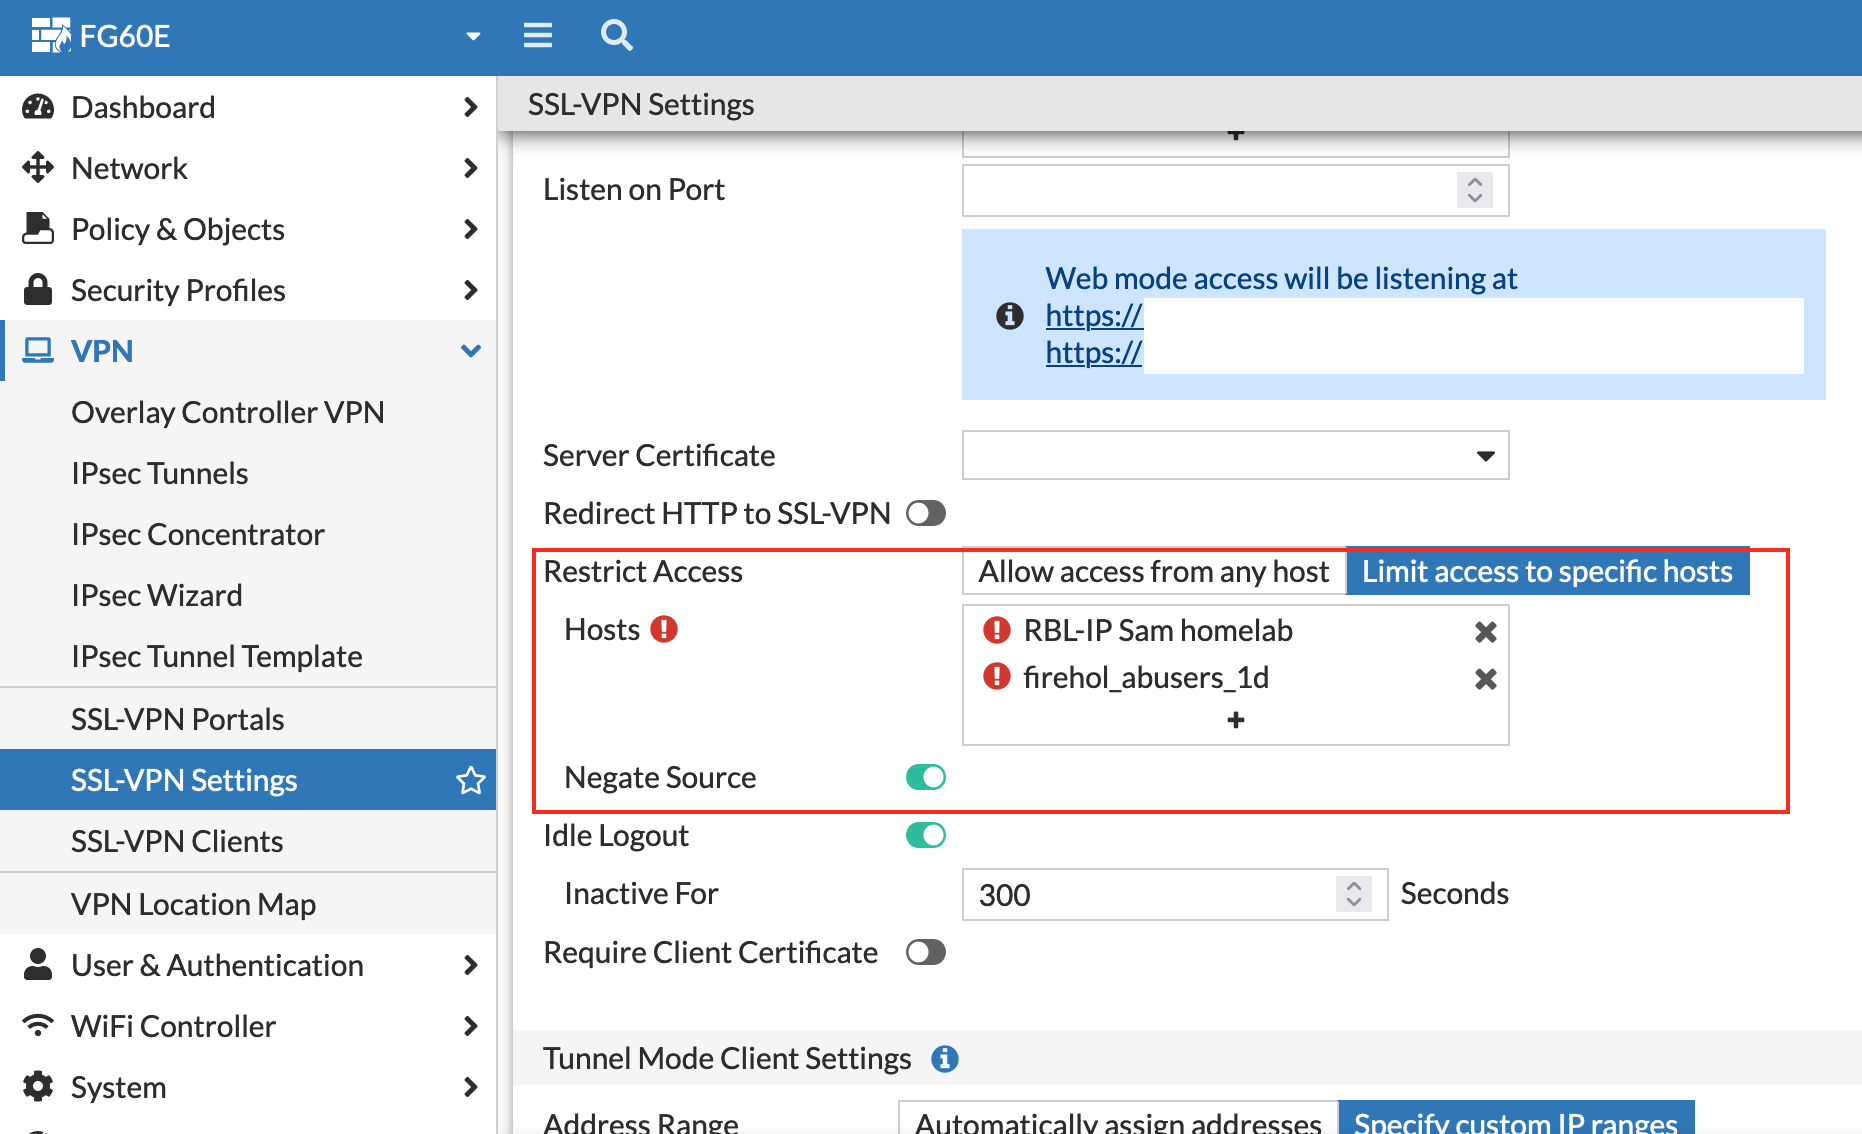 FG60E
Dashboard
Network
Policy & Objects
Security Profiles
VPN
Overlay Controller VPN
IPsec Tunnels
IPsec Concentrator
IPsec Wizard
IPsec Tunnel Template
SSL-VPN Portals
SSL-VPN Settings
SSL-VPN Clients
VPN Location Map
User & Authentication
WiFi Controller
System
SSL-VPN Settings
Listen on Port
Web mode access will be listening at
https://
https://
Server Certificate
Redirect HTTP to SSL-VPN
Restrict Access Allow access from any host Limit access to specific hosts
Hosts RBL-IP Sam homelab
firehol_abusers_1d
Negate Source
Idle Logout
Inactive For 300 Seconds
Require Client Certificate
Tunnel Mode Client Settings
Address Range Automatically assign addresses Specify custom IP ranges